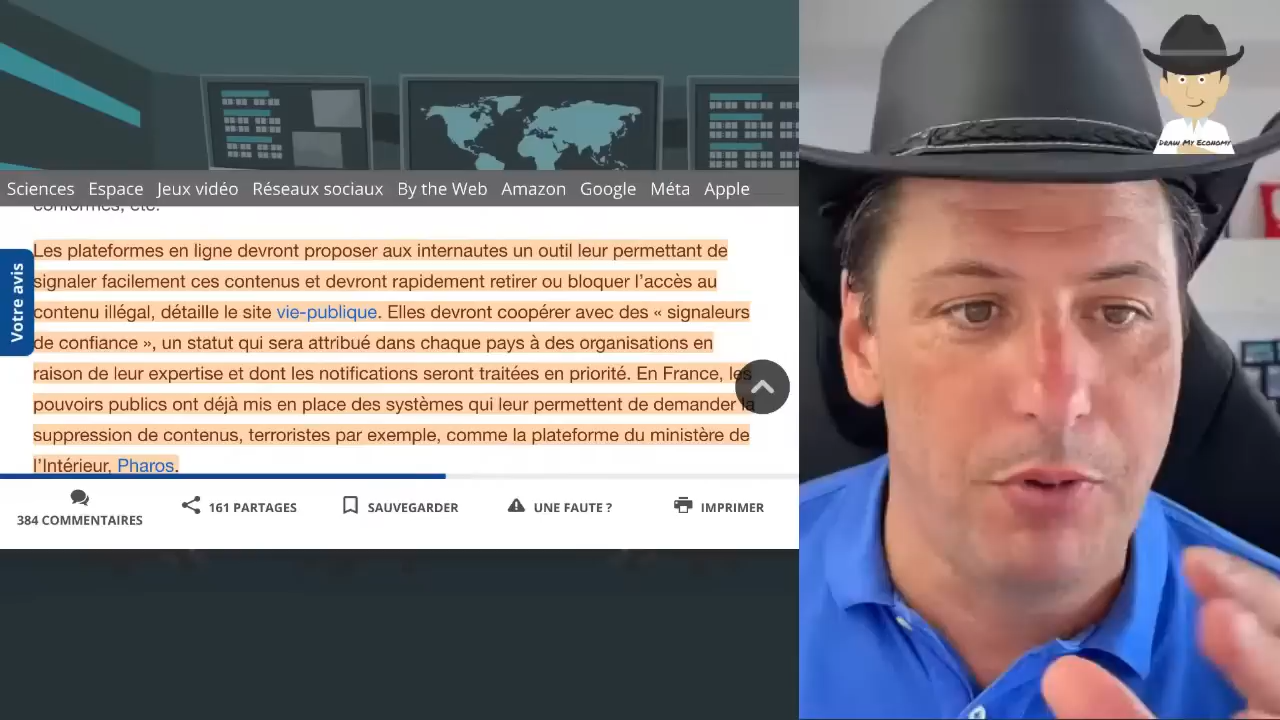 Sciences Espace Jeux vidéo Réseaux sociaux By the Web Amazon Google Méta Apple
conformes, etc.
Votre avis
Les plateformes en ligne devront proposer aux internautes un outil leur permettant de
signaler facilement ces contenus et devront rapidement retirer ou bloquer l’accès au
contenu illégal, détaille le site vie-publique. Elles devront coopérer avec des « signaleurs
de confiance », un statut qui sera attribué dans chaque pays à des organisations en
raison de leur expertise et dont les notifications seront traitées en priorité. En France, les
pouvoirs publics ont déjà mis en place des systèmes qui leur permettent de demander la
suppression de contenus, terroristes par exemple, comme la plateforme du ministère de
l’Intérieur, Pharos.
384 COMMENTAIRES
161 PARTAGES
SAUVEGARDER
UNE FAUTE ?
IMPRIMER
DRAW MY ECONOMY